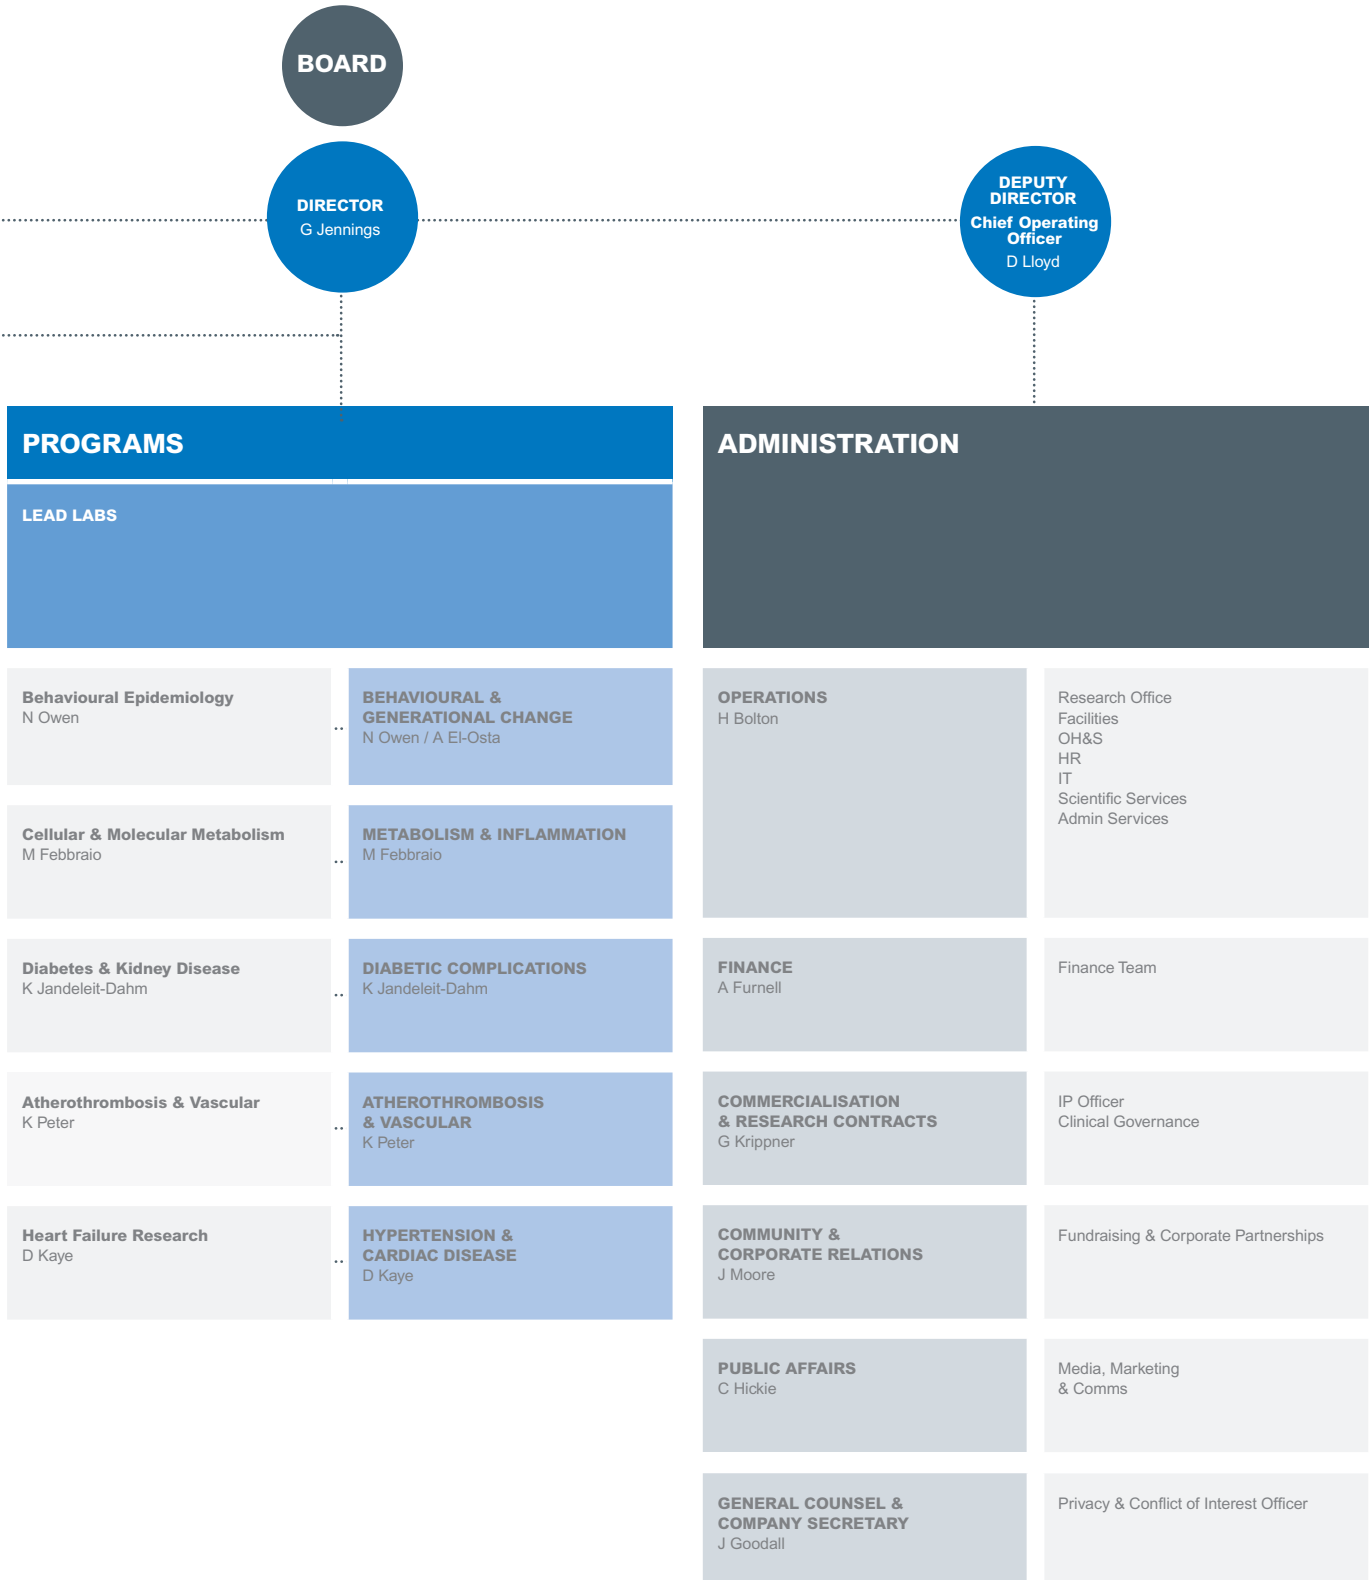 BOARD
DIRECTOR
G Jennings
DEPUTY
DIRECTOR
Chief Operating
Officer
D Lloyd
PROGRAMS
LEAD LABS
Behavioural Epidemiology
N Owen
BEHAVIOURAL &
GENERATIONAL CHANGE
N Owen / A El-Osta
Cellular & Molecular Metabolism
M Febbraio
METABOLISM & INFLAMMATION
M Febbraio
Diabetes & Kidney Disease
K Jandeleit-Dahm
DIABETIC COMPLICATIONS
K Jandeleit-Dahm
Atherothrombosis & Vascular
K Peter
ATHEROTHROMBOSIS
& VASCULAR
K Peter
Heart Failure Research
D Kaye
HYPERTENSION &
CARDIAC DISEASE
D Kaye
ADMINISTRATION
OPERATIONS
H Bolton
Research Office
Facilities
OH&S
HR
IT
Scientific Services
Admin Services
FINANCE
A Furnell
Finance Team
COMMERCIALISATION
& RESEARCH CONTRACTS
G Krippner
IP Officer
Clinical Governance
COMMUNITY &
CORPORATE RELATIONS
J Moore
Fundraising & Corporate Partnerships
PUBLIC AFFAIRS
C Hickie
Media, Marketing
& Comms
GENERAL COUNSEL &
COMPANY SECRETARY
J Goodall
Privacy & Conflict of Interest Officer